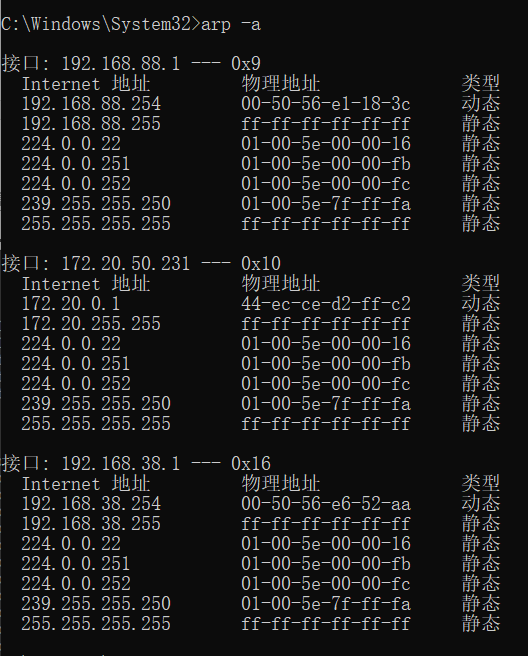 C:\Windows\System32>arp -a
接口: 192.168.88.1 --- 0x9
Internet 地址 物理地址 类型
192.168.88.254 00-50-56-e1-18-3c 动态
192.168.88.255 ff-ff-ff-ff-ff-ff 静态
224.0.0.22 01-00-5e-00-00-16 静态
224.0.0.251 01-00-5e-00-00-fb 静态
224.0.0.252 01-00-5e-00-00-fc 静态
239.255.255.250 01-00-5e-7f-ff-fa 静态
255.255.255.255 ff-ff-ff-ff-ff-ff 静态
接口: 172.20.50.231 --- 0x10
Internet 地址 物理地址 类型
172.20.0.1 44-ec-ce-d2-ff-c2 动态
172.20.255.255 ff-ff-ff-ff-ff-ff 静态
224.0.0.22 01-00-5e-00-00-16 静态
224.0.0.251 01-00-5e-00-00-fb 静态
224.0.0.252 01-00-5e-00-00-fc 静态
239.255.255.250 01-00-5e-7f-ff-fa 静态
255.255.255.255 ff-ff-ff-ff-ff-ff 静态
接口: 192.168.38.1 --- 0x16
Internet 地址 物理地址 类型
192.168.38.254 00-50-56-e6-52-aa 动态
192.168.38.255 ff-ff-ff-ff-ff-ff 静态
224.0.0.22 01-00-5e-00-00-16 静态
224.0.0.251 01-00-5e-00-00-fb 静态
224.0.0.252 01-00-5e-00-00-fc 静态
239.255.255.250 01-00-5e-7f-ff-fa 静态
255.255.255.255 ff-ff-ff-ff-ff-ff 静态